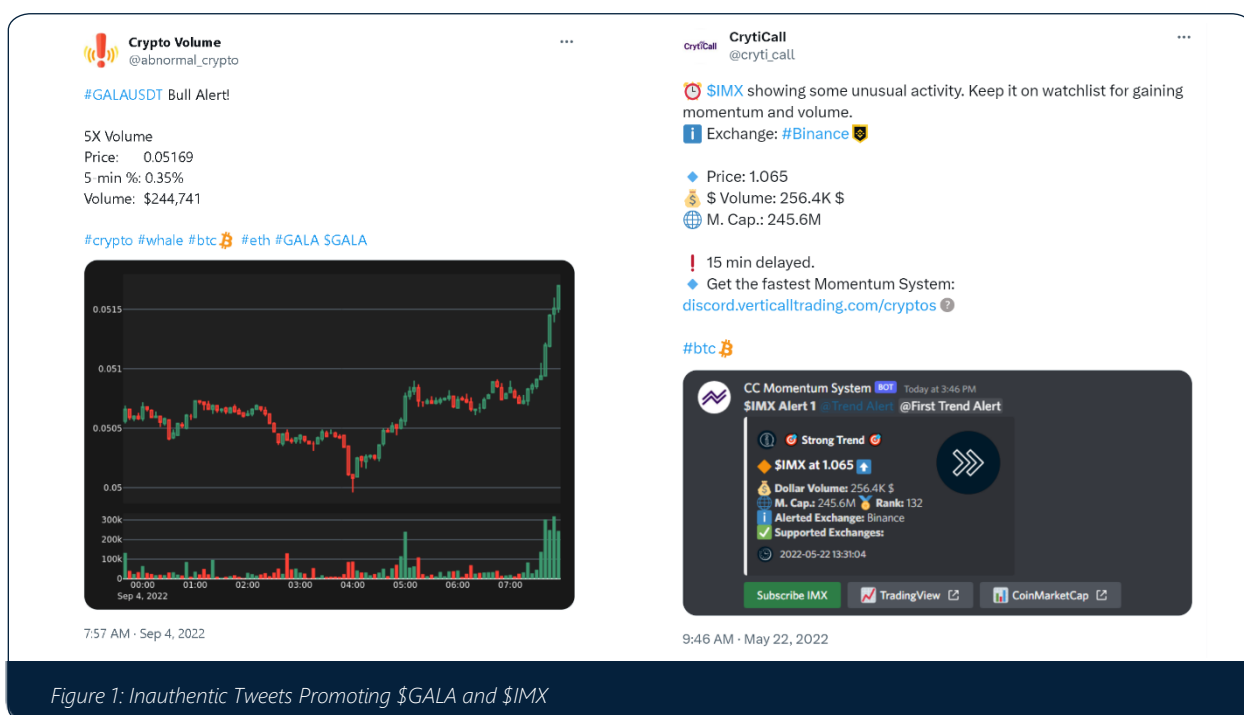 Crypto Volume
@abnormal_crypto
#GALAUSDT Bull Alert!
5X Volume
Price: 0.05169
5-min %: 0.35%
Volume: $244,741
#crypto #whale #btc #eth #GALA $GALA
0.0515
0.051
0.0505
0.05
300k
200k
100k
0
00:00 01:00 02:00 03:00 04:00 05:00 06:00 07:00
Sep 4, 2022
7:57 AM · Sep 4, 2022
CrytiCall
CrytiCall
@cryti_call
$IMX showing some unusual activity. Keep it on watchlist for gaining
momentum and volume.
Exchange: #Binance
Price: 1.065
$ Volume: 256.4K $
M. Cap.: 245.6M
15 min delayed.
Get the fastest Momentum System:
discord.verticalltrading.com/cryptos
#btc
CC Momentum System BOT Today at 3:46 PM
$IMX Alert 1 @Trend Alert @First Trend Alert
Strong Trend
$IMX at 1.065
Dollar Volume: 256.4K $
M. Cap.: 245.6M Rank: 132
Alerted Exchange: Binance
Supported Exchanges:
2022-05-22 13:31:04
Subscribe IMX TradingView CoinMarketCap
9:46 AM · May 22, 2022
Figure 1: Inauthentic Tweets Promoting $GALA and $IMX